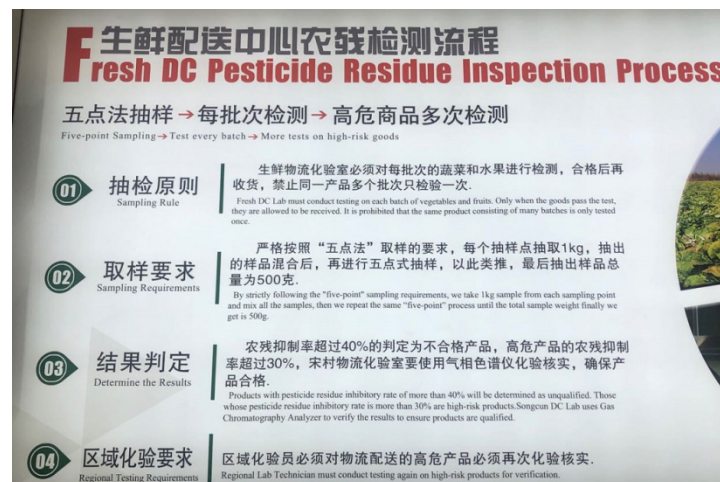 生鲜配送中心农残检测流程
Fresh DC Pesticide Residue Inspection Process
五点法抽样→每批次检测→高危商品多次检测
Five-point Sampling→Test every batch→More tests on high-risk goods
01 抽检原则
Sampling Rule
生鲜物流化验室必须对每批次的蔬菜和水果进行检测，合格后再
收货，禁止同一产品多个批次只检验一次.
Fresh DC Lab must conduct testing on each batch of vegetables and fruits. Only when the goods pass the test,
they are allowed to be received. It is prohibited that the same product consisting of many batches is only tested
once.
02 取样要求
Sampling Requirements
严格按照“五点法”取样的要求，每个抽样点抽取1kg，抽出
的样品混合后，再进行五点式抽样，以此类推，最后抽出样品总
量为500克.
By strictly following the "five-point" sampling requirements, we take 1kg sample from each sampling point
and mix all the samples, then we repeat the same “five-point” process until the total sample weight finally we
get is 500g.
03 结果判定
Determine the Results
农残抑制率超过40%的判定为不合格产品，高危产品的农残抑制
率超过30%，宋村物流化验室要使用气相色谱仪化验核实，确保产
品合格.
Products with pesticide residue inhibitory rate of more than 40% will be determined as unqualified. Those
whose pesticide residue inhibitory rate is more than 30% are high-risk products.Songcun DC Lab uses Gas
Chromatography Analyzer to verify the results to ensure products are qualified.
04 区域化验要求
Regional Testing Requirements
区域化验员必须对物流配送的高危产品必须再次化验核实.
Regional Lab Technician must conduct testing again on high-risk products for verification.